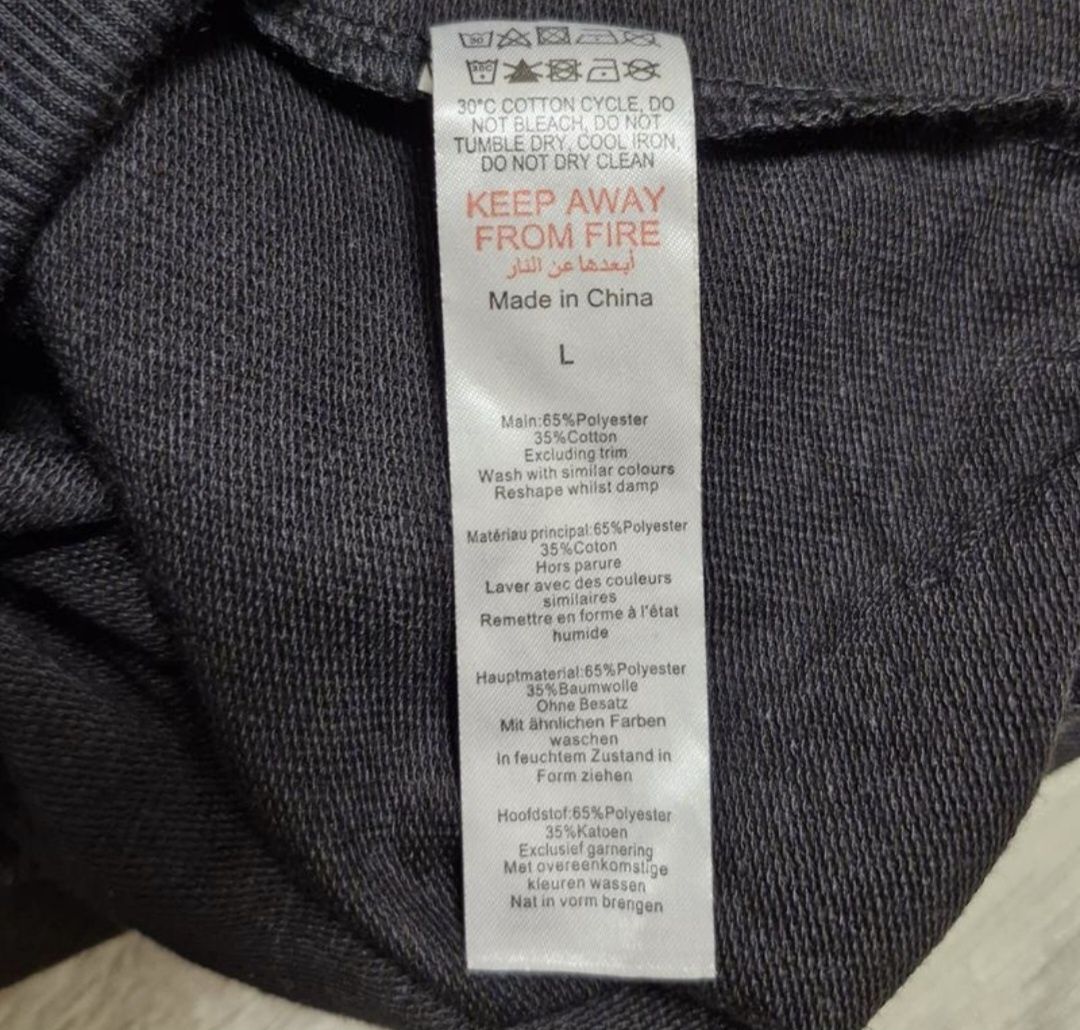 30°C COTTON CYCLE, DO
NOT BLEACH, DO NOT
TUMBLE DRY, COOL IRON,
DO NOT DRY CLEAN
KEEP AWAY
FROM FIRE
أبعدها عن النار
Made in China
L
Main:65%Polyester
35%Cotton
Excluding trim
Wash with similar colours
Reshape whilst damp
Matériau principal:65%Polyester
35%Coton
Hors parure
Laver avec des couleurs
similaires
Remettre en forme à l'état
humide
Hauptmaterial:65%Polyester
35%Baumwolle
Ohne Besatz
Mit ähnlichen Farben
waschen
In feuchtem Zustand in
Form ziehen
Hoofdstof:65%Polyester
35%Katoen
Exclusief garnering
Met overeenkomstige
kleuren wassen
Nat in vorm brengen